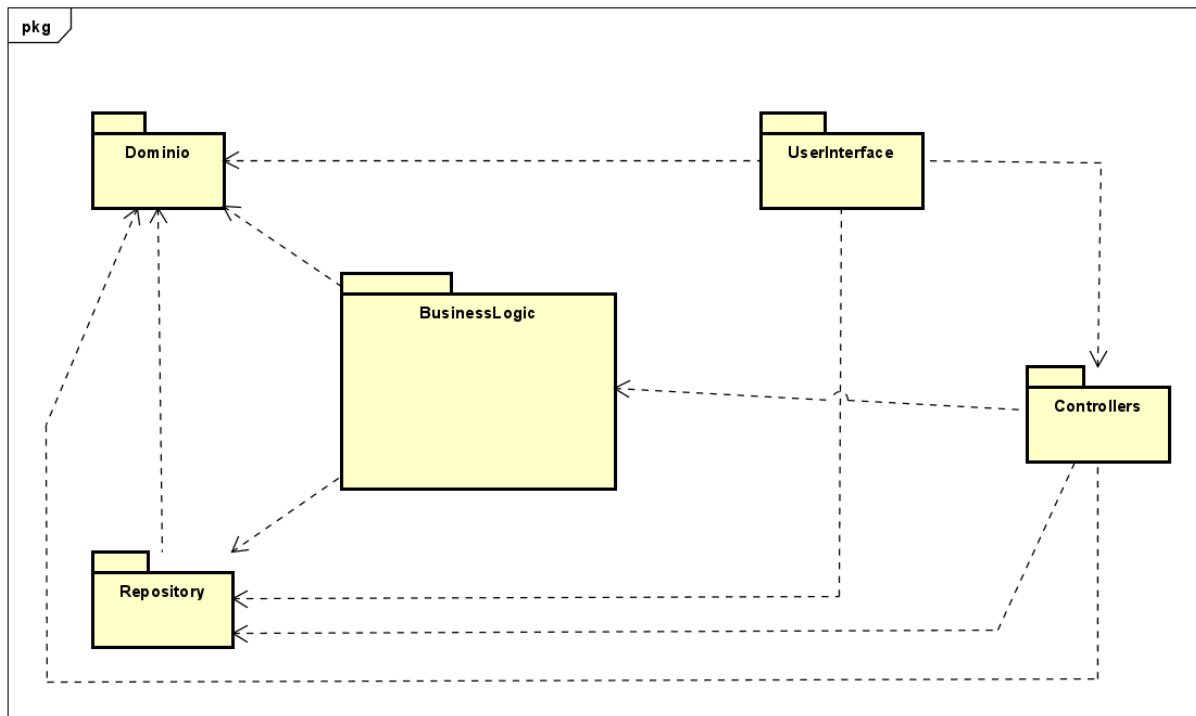 pkg
Dominio
UserInterface
BusinessLogic
Controllers
Repository